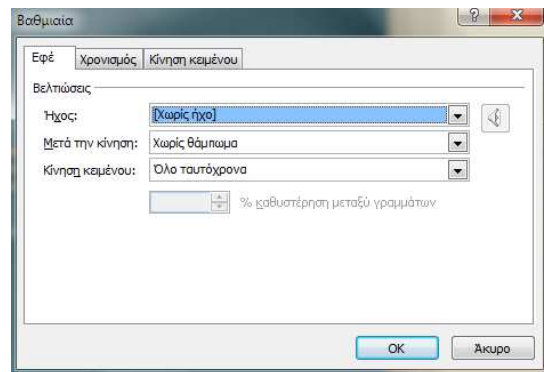 Βαθμιαία
Εφέ Χρονισμός Κίνηση κειμένου
Βελτιώσεις
Ήχος: [Χωρίς ήχο]
Μετά την κίνηση: Χωρίς θάμπωμα
Κίνηση κειμένου: Όλο ταυτόχρονα
% καθυστέρηση μεταξύ γραμμάτων
OK Άκυρο